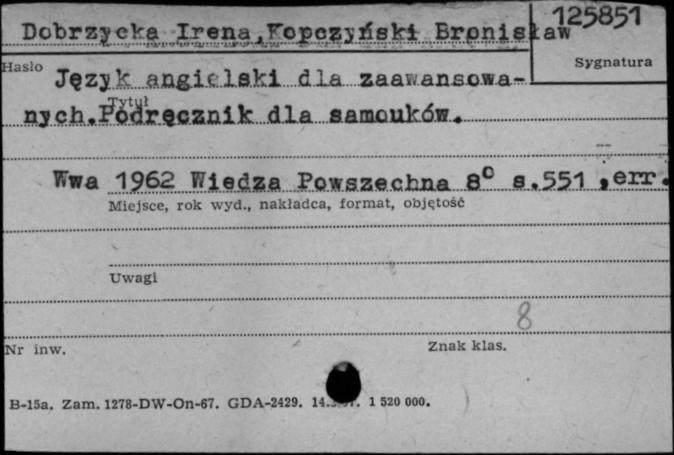 125851
Dobrzycka Irena,Kopczyński Bronisław
Sygnatura
Hasło
Język angielski dla zaawansowa-
Tytuł
nych.Podręcznik dla samouków.
Wwa 1962 Wiedza Powszechna 8° s.551 ,err.
Miejsce, rok wyd., nakładca, format, objętość
Uwagi
8
Nr inw.
Znak klas.
B-15a. Zam. 1278-DW-On-67. GDA-2429. 1 520 000.